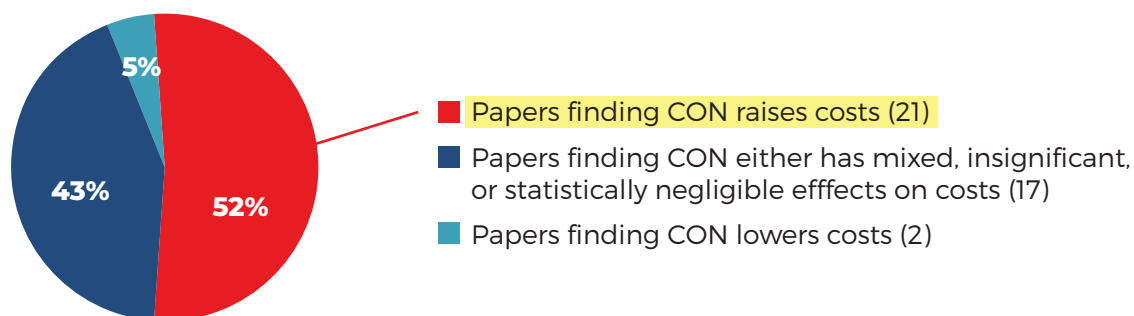 5%
43%
52%
Papers finding CON raises costs (21)
Papers finding CON either has mixed, insignificant,
or statistically negligible efffects on costs (17)
Papers finding CON lowers costs (2)